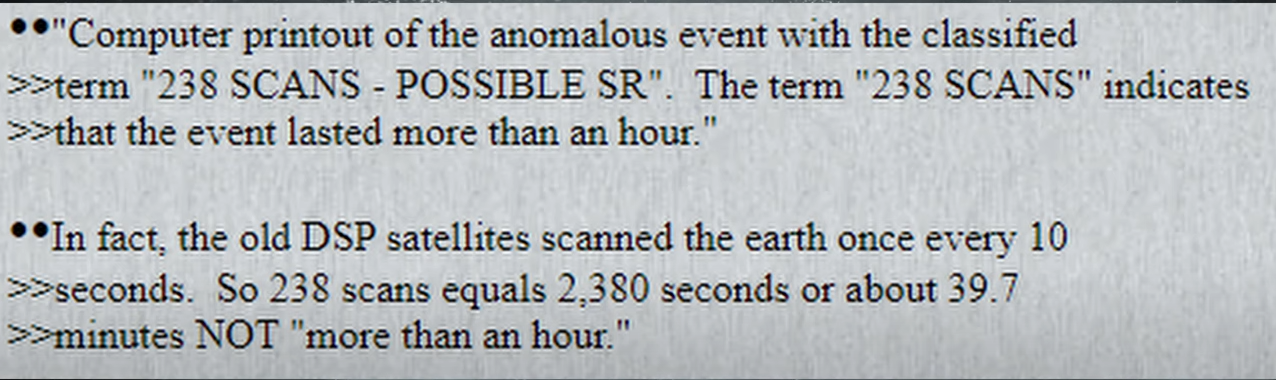 ••"Computer printout of the anomalous event with the classified
>>term "238 SCANS - POSSIBLE SR".  The term "238 SCANS" indicates
>>that the event lasted more than an hour."
••In fact, the old DSP satellites scanned the earth once every 10
>>seconds.  So 238 scans equals 2,380 seconds or about 39.7
>>minutes NOT "more than an hour."